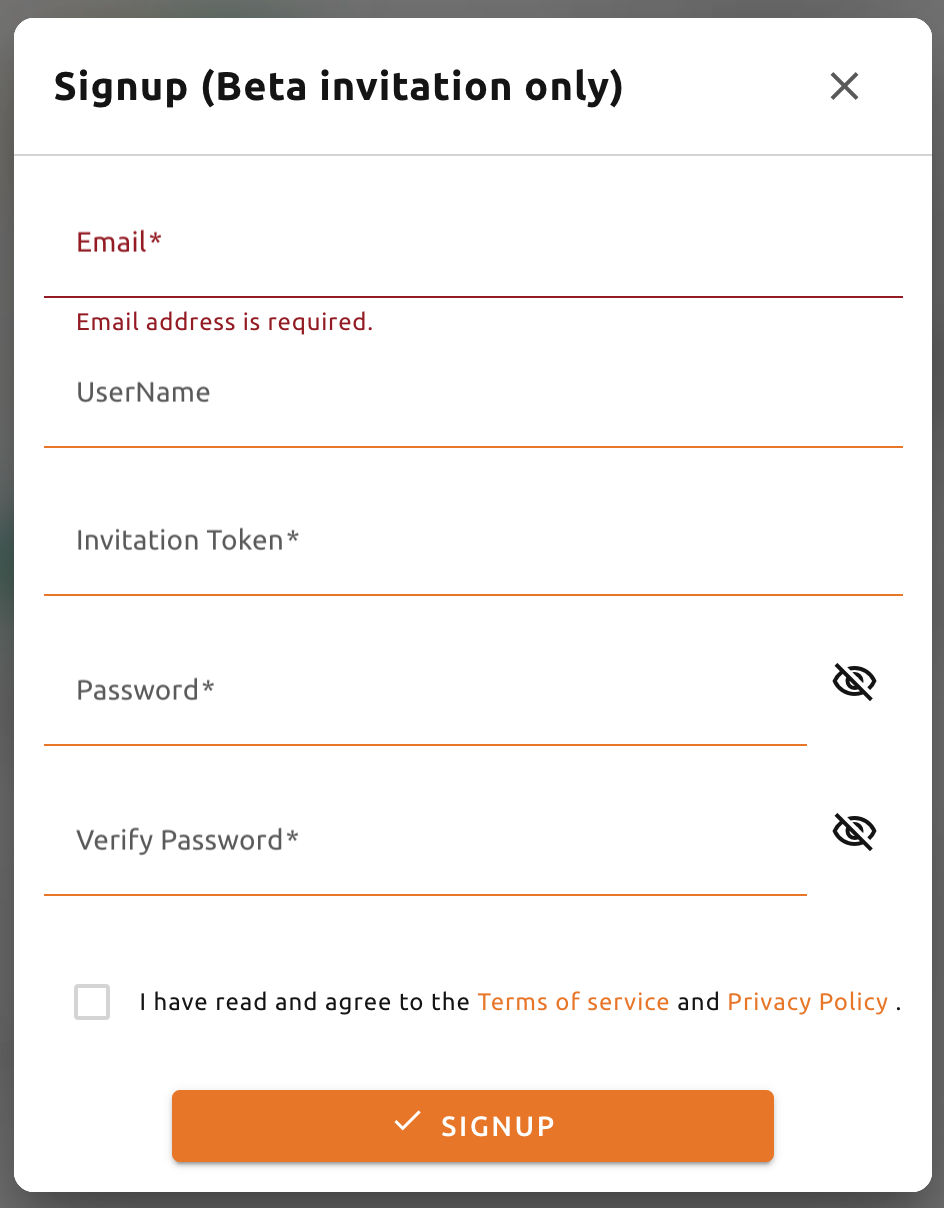 Signup (Beta invitation only)
Email*
Email address is required.
UserName
Invitation Token*
Password*
Verify Password*
I have read and agree to the Terms of service and Privacy Policy .
SIGNUP